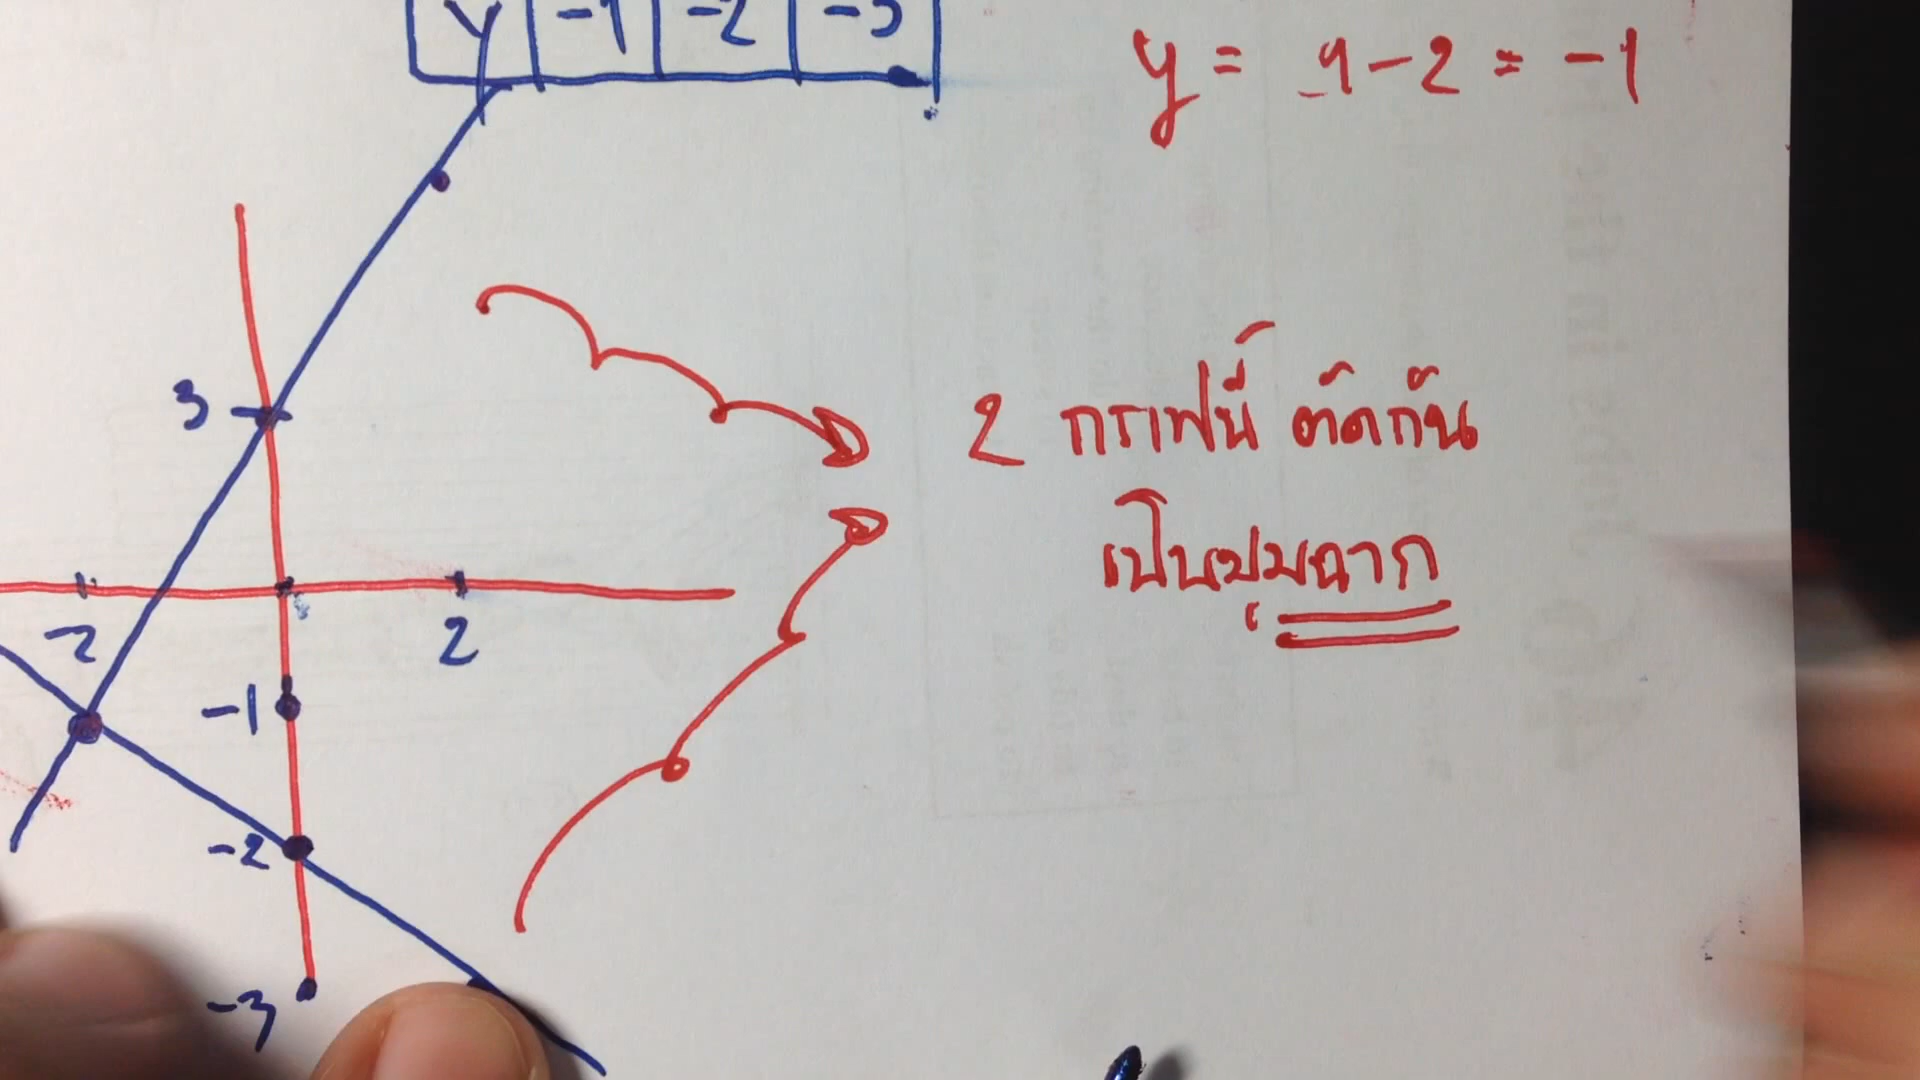 y -1 -2 -3
y = 1-2 = -1
3
2 กราฟนี้ ตัดกัน
เป็นมุมฉาก
-2 2
-1
-2
-3